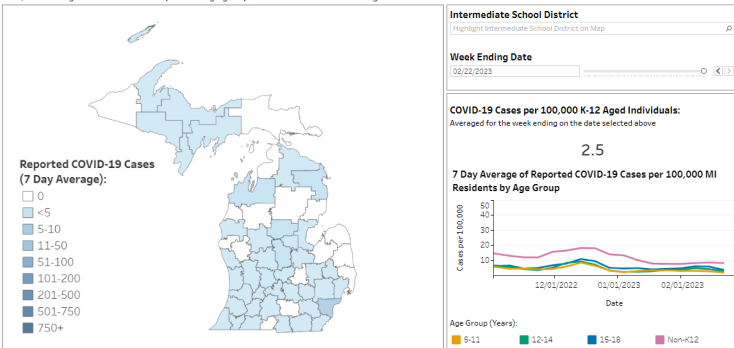 Reported COVID-19 Cases
(7 Day Average):
0
<5
5-10
11-50
51-100
101-200
201-500
501-750
750+
Intermediate School District
Highlight Intermediate School District on Map
Week Ending Date
02/22/2023
COVID-19 Cases per 100,000 K-12 Aged Individuals:
Averaged for the week ending on the date selected above
2.5
7 Day Average of Reported COVID-19 Cases per 100,000 MI
Residents by Age Group
Cases per 100,000
50
40
30
20
10
12/01/2022 01/01/2023 02/01/2023
Date
Age Group (Years):
5-11 12-14 15-18 Non-K12